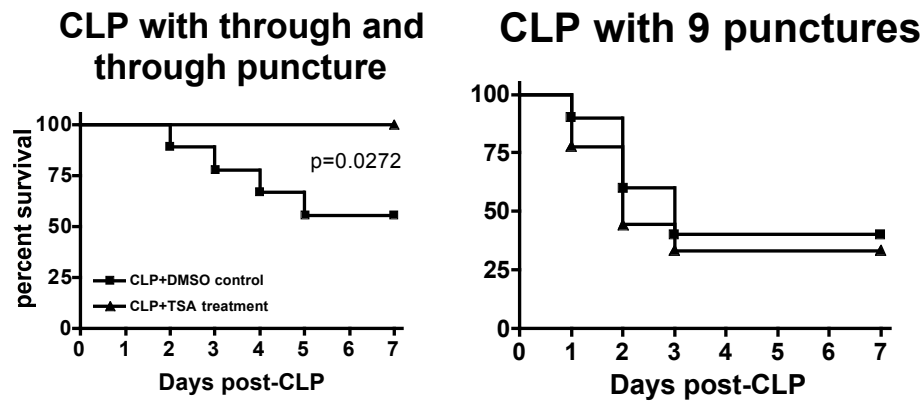 CLP with through and
through puncture
percent survival
100
75
50
25
0
p=0.0272
CLP+DMSO control
CLP+TSA treatment
0 1 2 3 4 5 6 7
Days post-CLP
CLP with 9 punctures
100
75
50
25
0
0 1 2 3 4 5 6 7
Days post-CLP